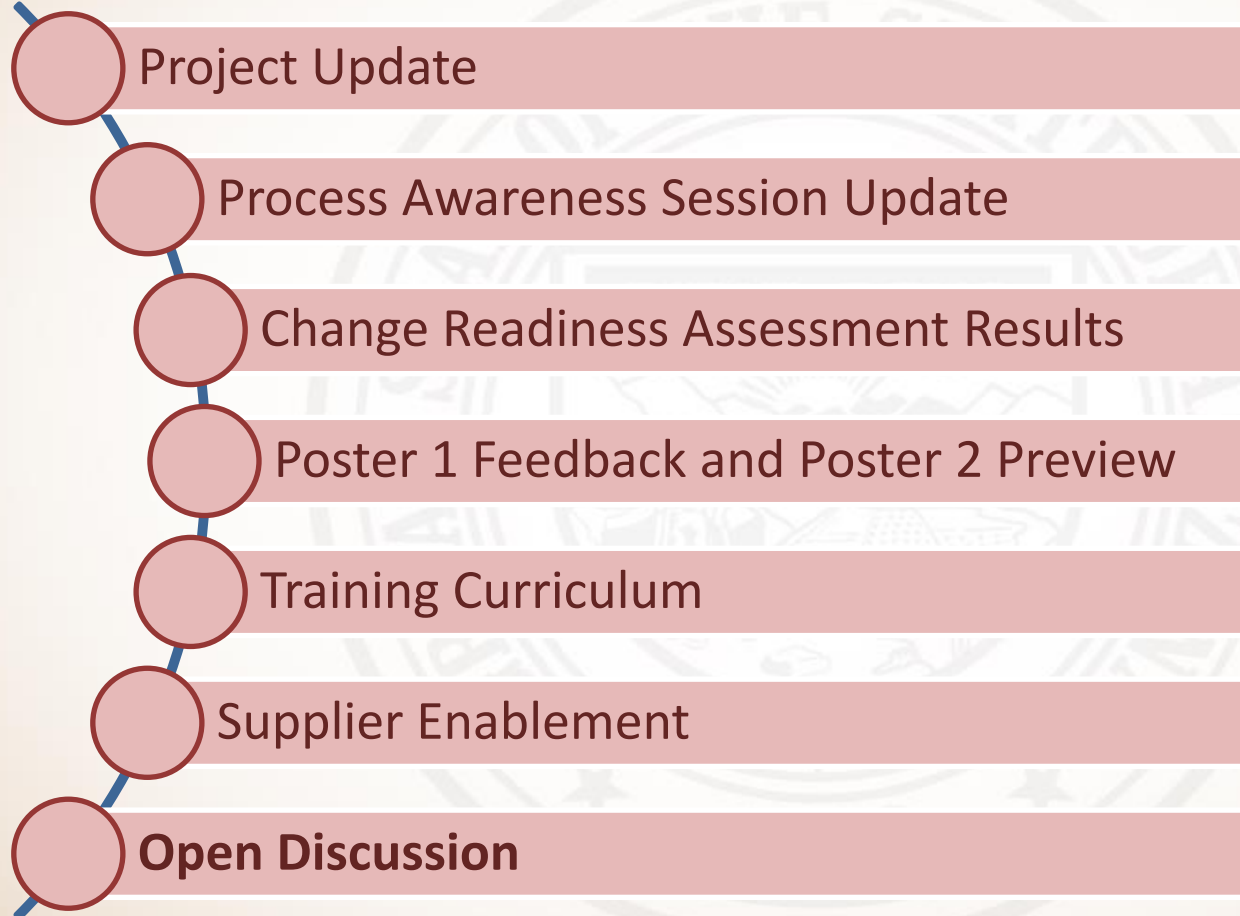 Project Update
Process Awareness Session Update
Change Readiness Assessment Results
Poster 1 Feedback and Poster 2 Preview
Training Curriculum
Supplier Enablement
Open Discussion